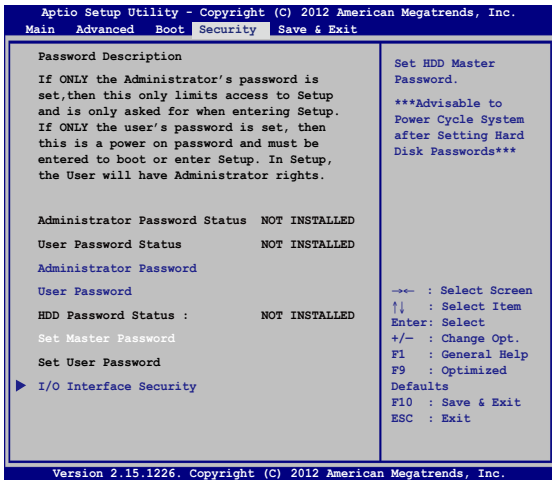 Aptio Setup Utility - Copyright (C) 2012 American Megatrends, Inc.
Main Advanced Boot Security Save & Exit
Password Description
If ONLY the Administrator's password is
set,then this only limits access to Setup
and is only asked for when entering Setup.
If ONLY the user's password is set, then
this is a power on password and must be
entered to boot or enter Setup. In Setup,
the User will have Administrator rights.
Administrator Password Status NOT INSTALLED
User Password Status NOT INSTALLED
Administrator Password
User Password
HDD Password Status : NOT INSTALLED
Set Master Password
Set User Password
I/O Interface Security
Set HDD Master
Password.
***Advisable to
Power Cycle System
after Setting Hard
Disk Passwords***
→← : Select Screen
↑↓ : Select Item
Enter: Select
+/— : Change Opt.
F1 : General Help
F9 : Optimized
Defaults
F10 : Save & Exit
ESC : Exit
Version 2.15.1226. Copyright (C) 2012 American Megatrends, Inc.